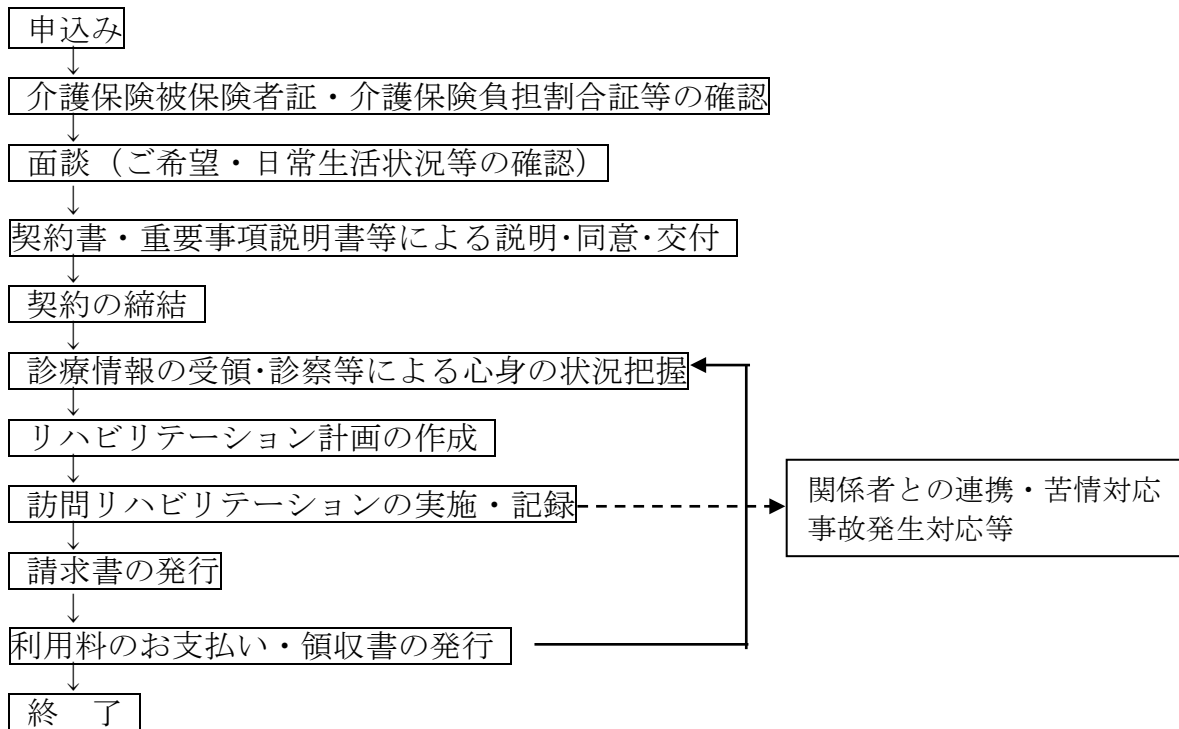 申込み
↓
介護保険被保険者証・介護保険負担割合証等の確認
↓
面談（ご希望・日常生活状況等の確認）
↓
契約書・重要事項説明書等による説明･同意･交付
↓
契約の締結
↓
診療情報の受領･診察等による心身の状況把握
↓
リハビリテーション計画の作成
↓
訪問リハビリテーションの実施・記録
関係者との連携・苦情対応
事故発生対応等
↓
請求書の発行
↓
利用料のお支払い・領収書の発行
↓
終　了